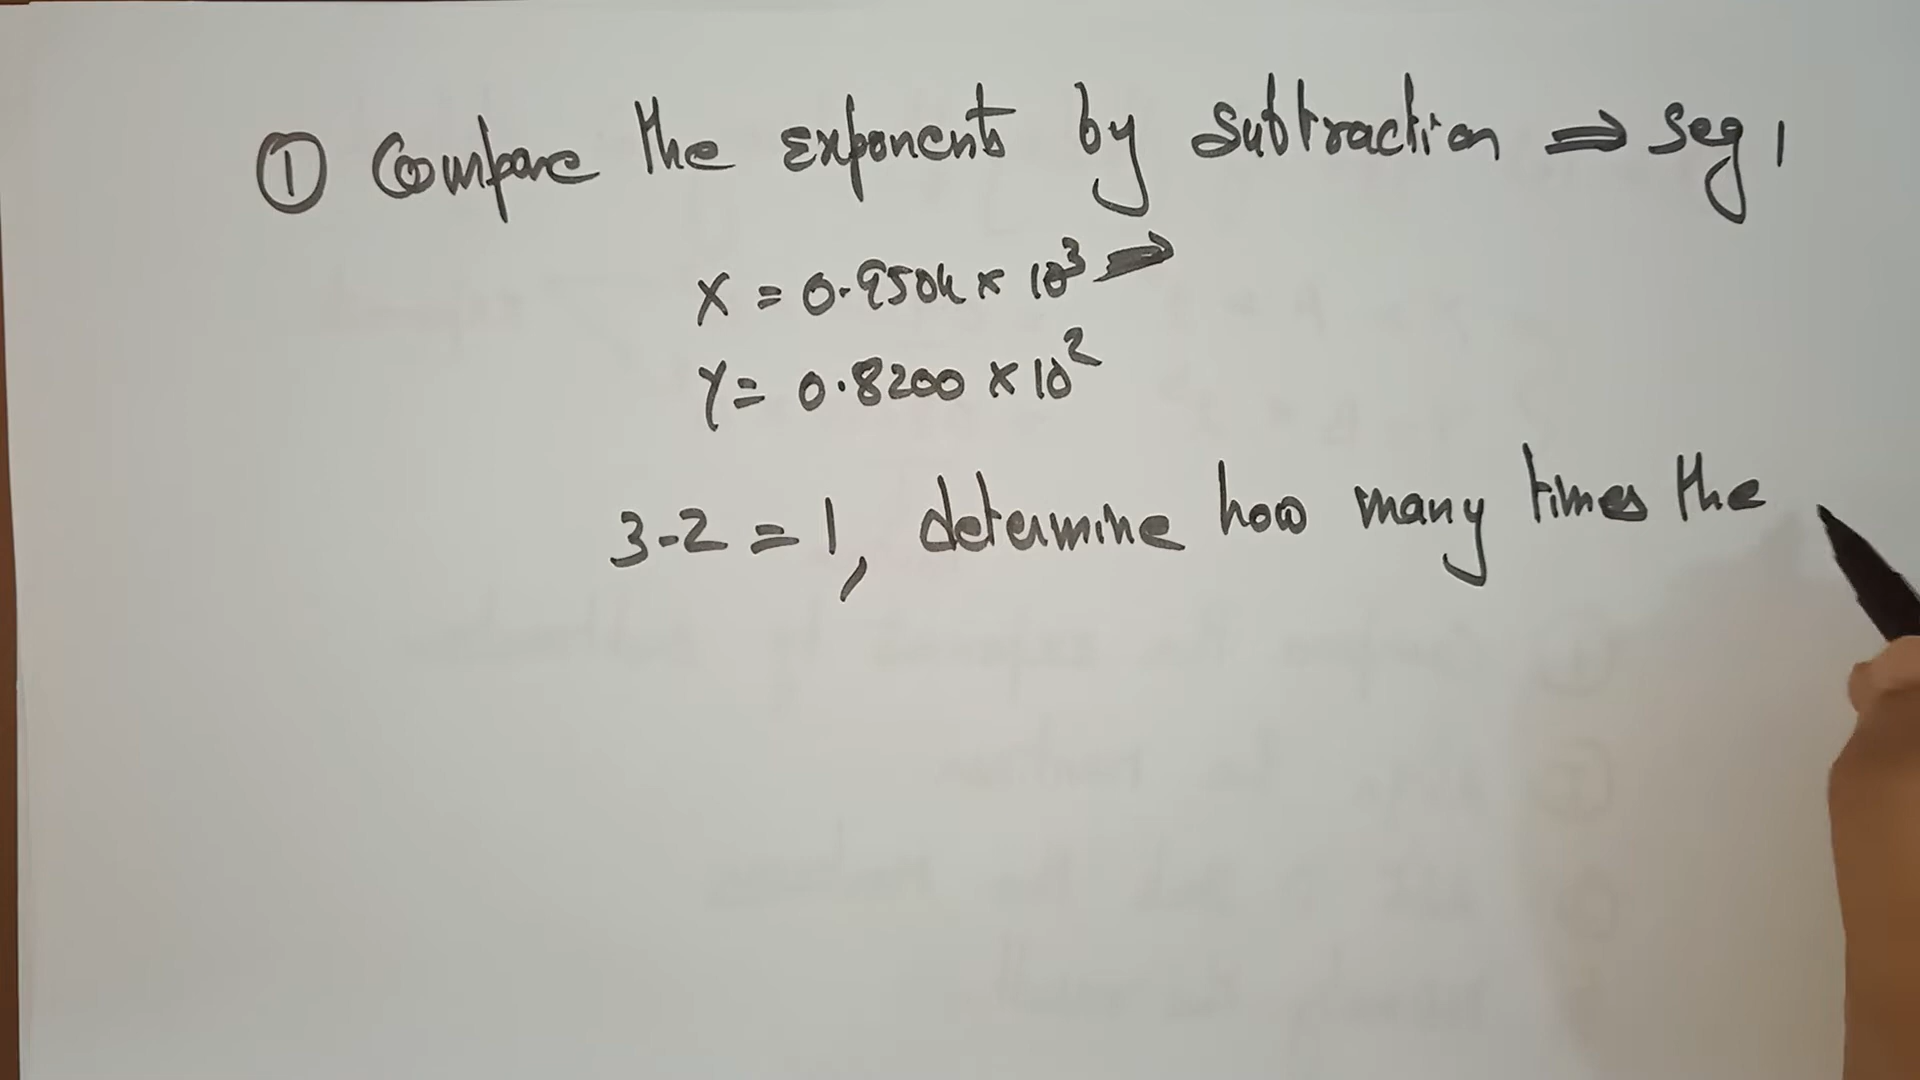 ① Compare the exponents by subtraction ⇒ seg 1
X = 0.9504 × 10³ ⇒
Y = 0.8200 × 10²
3-2 = 1, determine how many times the